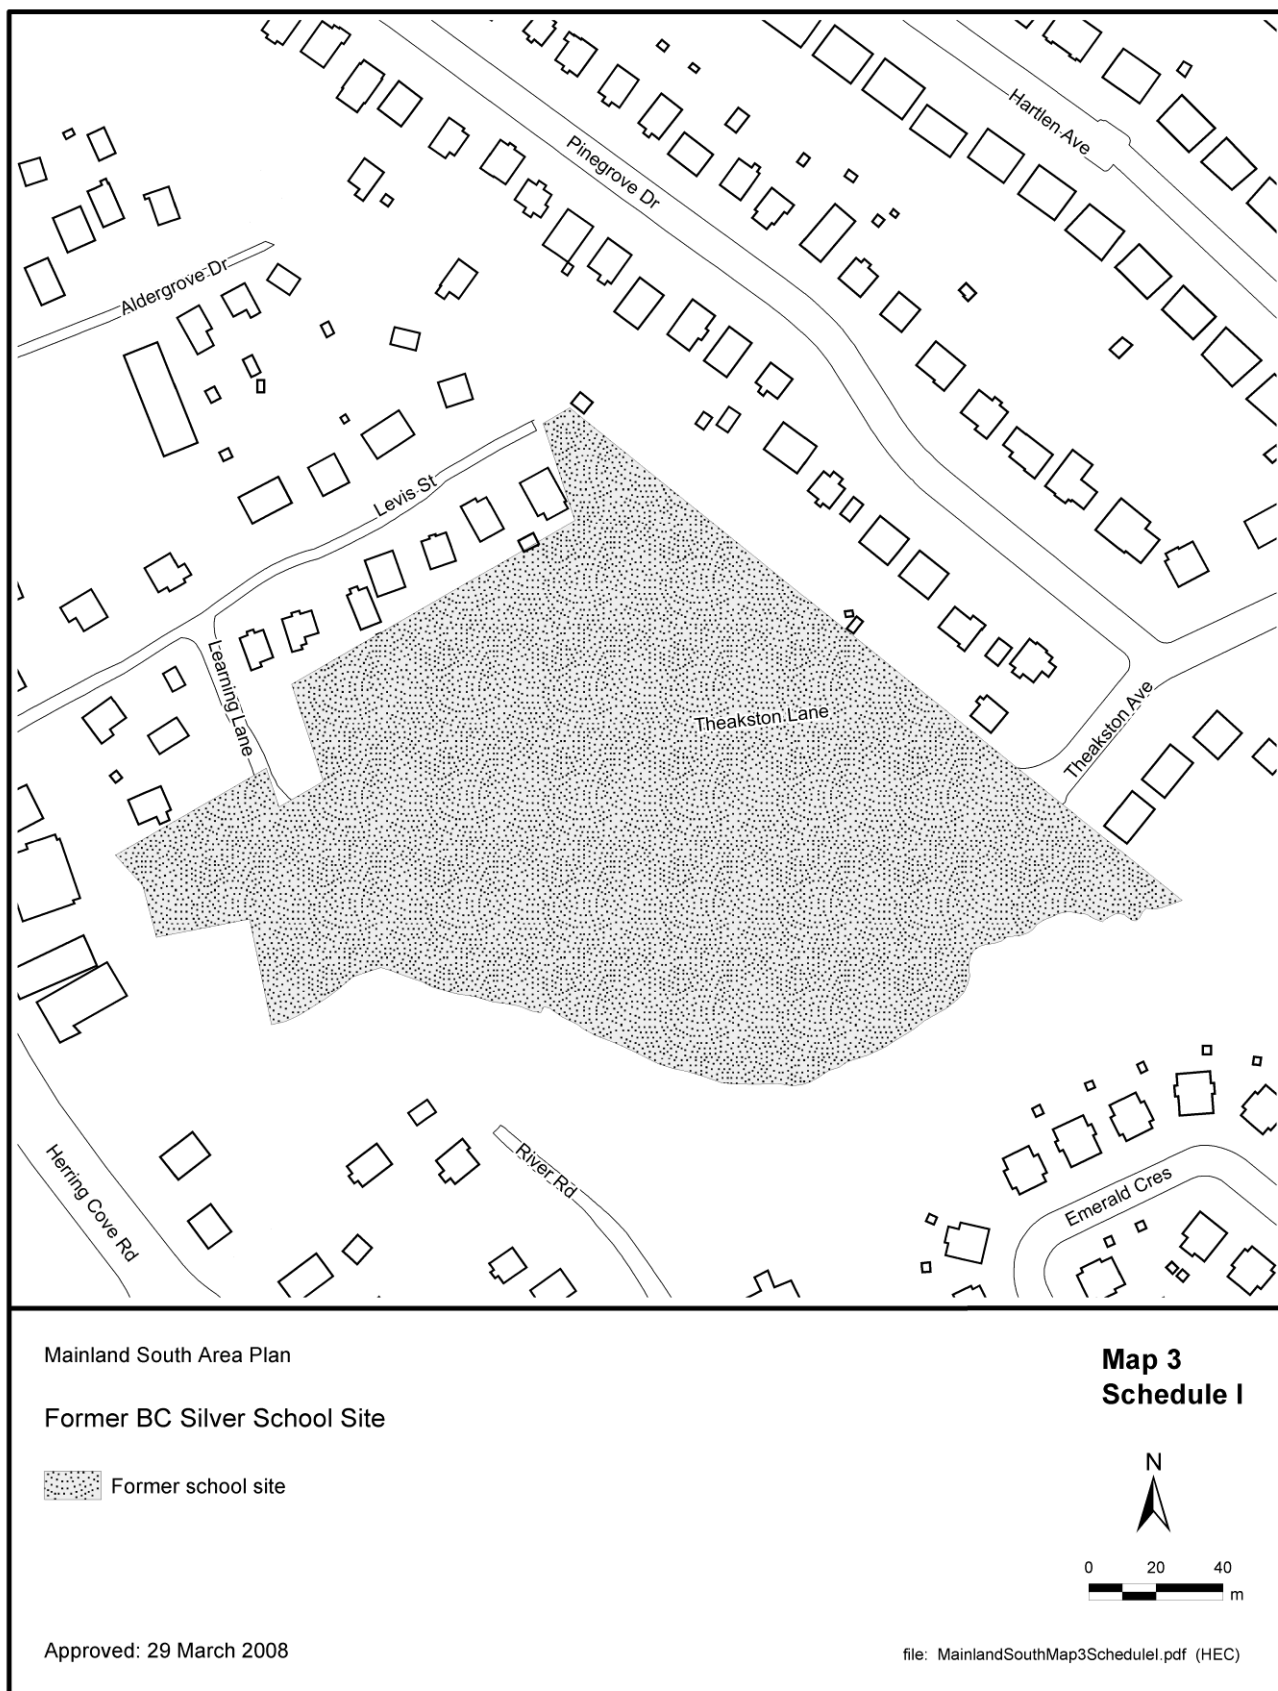 Hartlen Ave
Pinegrove Dr
Aldergrove Dr
Levis St
Learning Lane
Theakston Lane
Theakston Ave
River Rd
Herring Cove Rd
Emerald Cres
Mainland South Area Plan
Map 3
Schedule I
Former BC Silver School Site
Former school site
N
0 20 40
m
Approved: 29 March 2008
file: MainlandSouthMap3ScheduleI.pdf (HEC)